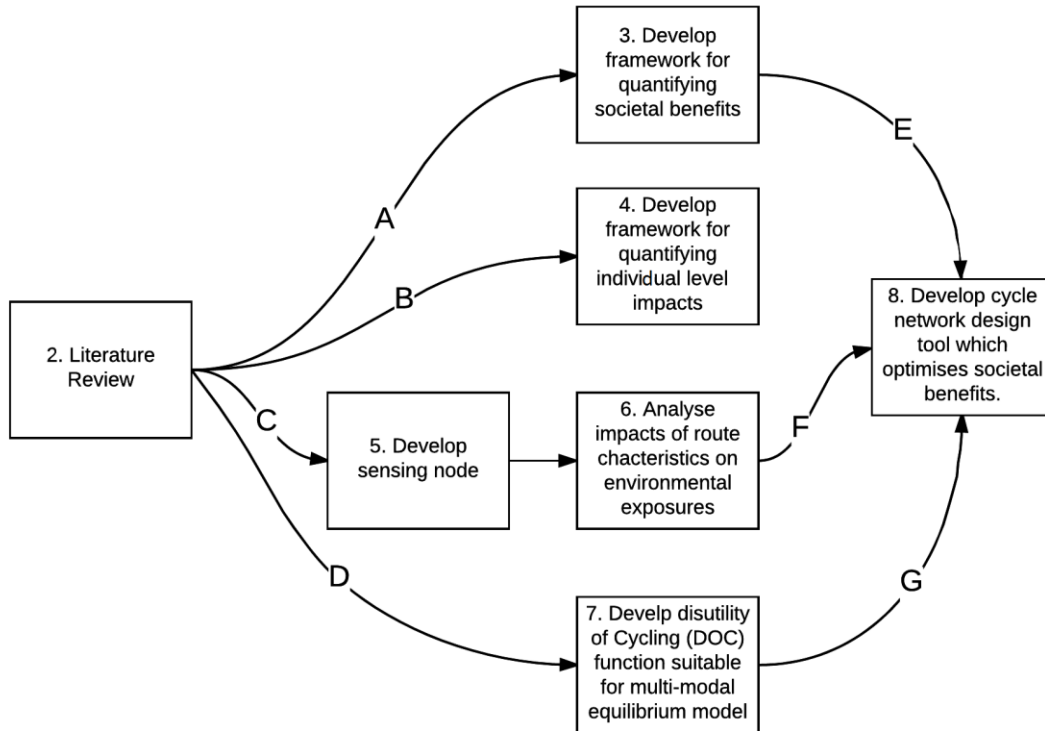 3. Develop
framework for
quantifying
societal benefits
E
A
4. Develop
framework for
quantifying
individual level
impacts
B
2. Literature
Review
8. Develop cycle
network design
tool which
optimises societal
benefits.
C
5. Develop
sensing node
6. Analyse
impacts of route
chacteristics on
environmental
exposures
F
D
7. Develp disutility
of Cycling (DOC)
function suitable
for multi-modal
equilibrium model
G